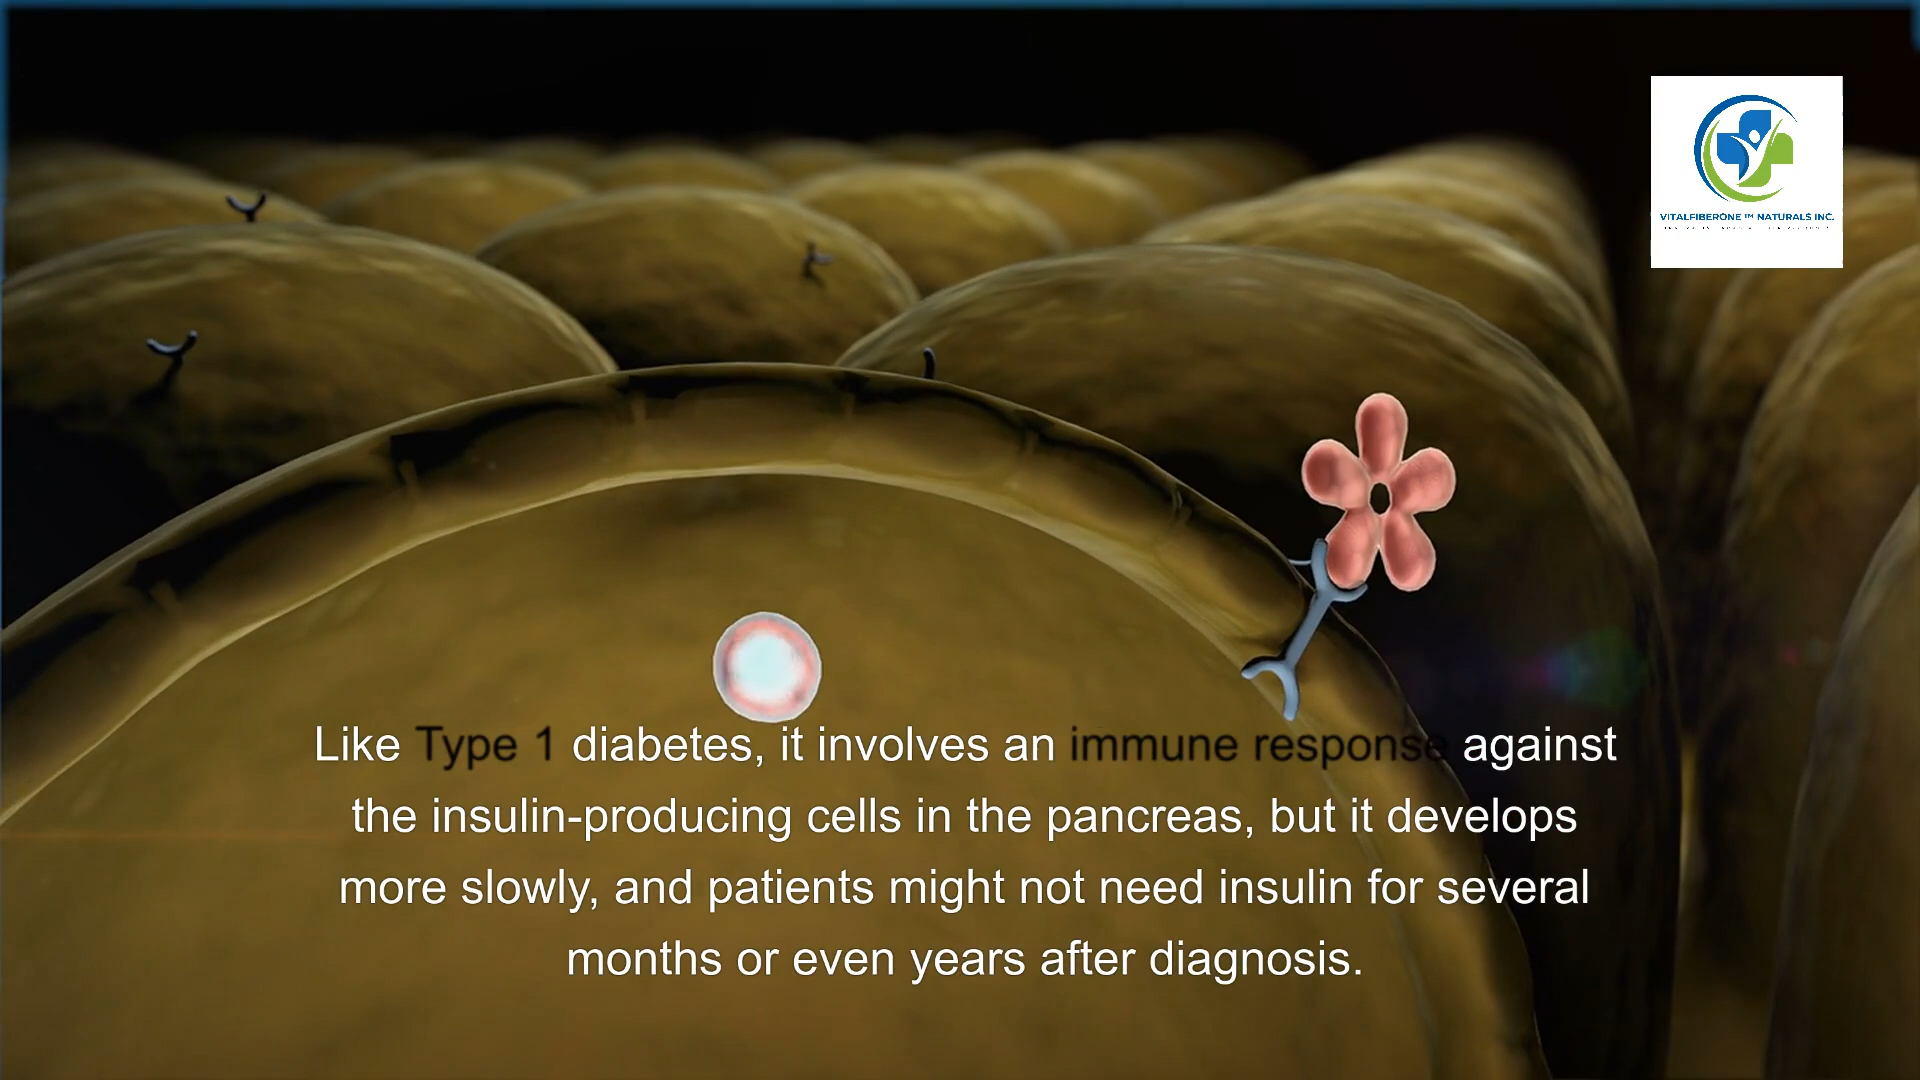 VITALFIBERONE ™ NATURALS INC.
Like Type 1 diabetes, it involves an immune response against
the insulin-producing cells in the pancreas, but it develops
more slowly, and patients might not need insulin for several
months or even years after diagnosis.